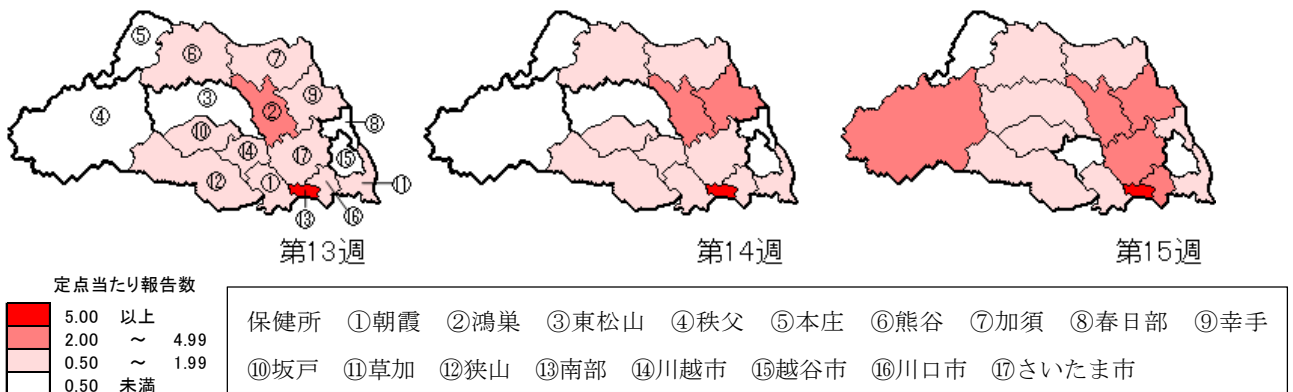 ⑤
⑥
⑦
④
③
②
⑨
⑧
⑩
⑭
⑰
⑮
⑫
①
⑪
⑬
⑯
第13週
第14週
第15週
定点当たり報告数
5.00 以上
2.00 ～ 4.99
0.50 ～ 1.99
0.50 未満
保健所 ①朝霞 ②鴻巣 ③東松山 ④秩父 ⑤本庄 ⑥熊谷 ⑦加須 ⑧春日部 ⑨幸手
⑩坂戸 ⑪草加 ⑫狭山 ⑬南部 ⑭川越市 ⑮越谷市 ⑯川口市 ⑰さいたま市